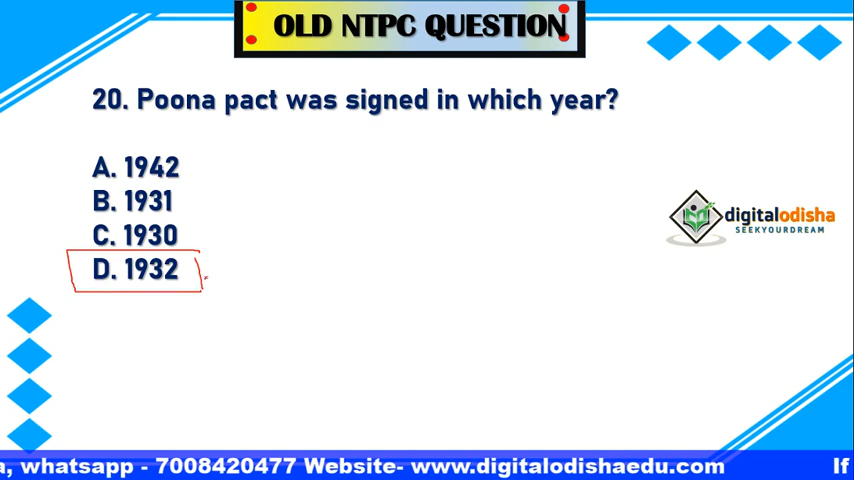 OLD NTPC QUESTION
20. Poona pact was signed in which year?
A. 1942
B. 1931
C. 1930
D. 1932
digitalodisha
SEEKYOURDREAM
a, whatsapp - 7008420477 Website- www.digitalodishaedu.com If